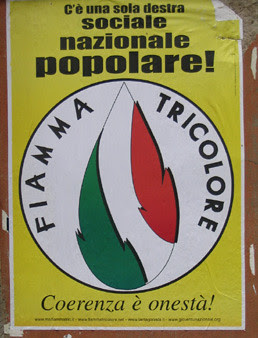 C'è una sola destra
sociale
nazionale
popolare!
FIAMMA TRICOLORE
Coerenza è onestà!